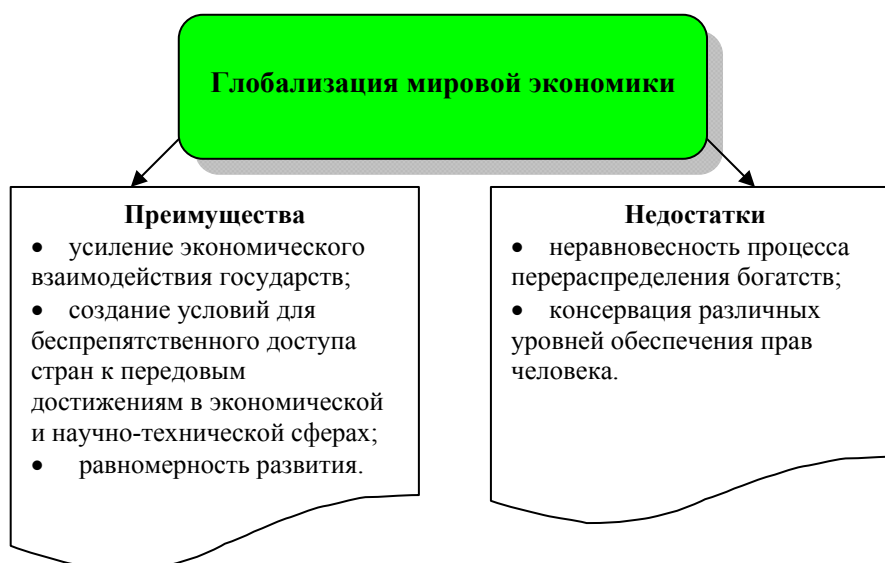 Глобализация мировой экономики
Преимущества
• усиление экономического
взаимодействия государств;
• создание условий для
беспрепятственного доступа
стран к передовым
достижениям в экономической
и научно-технической сферах;
• равномерность развития.
Недостатки
• неравновесность процесса
перераспределения богатств;
• консервация различных
уровней обеспечения прав
человека.